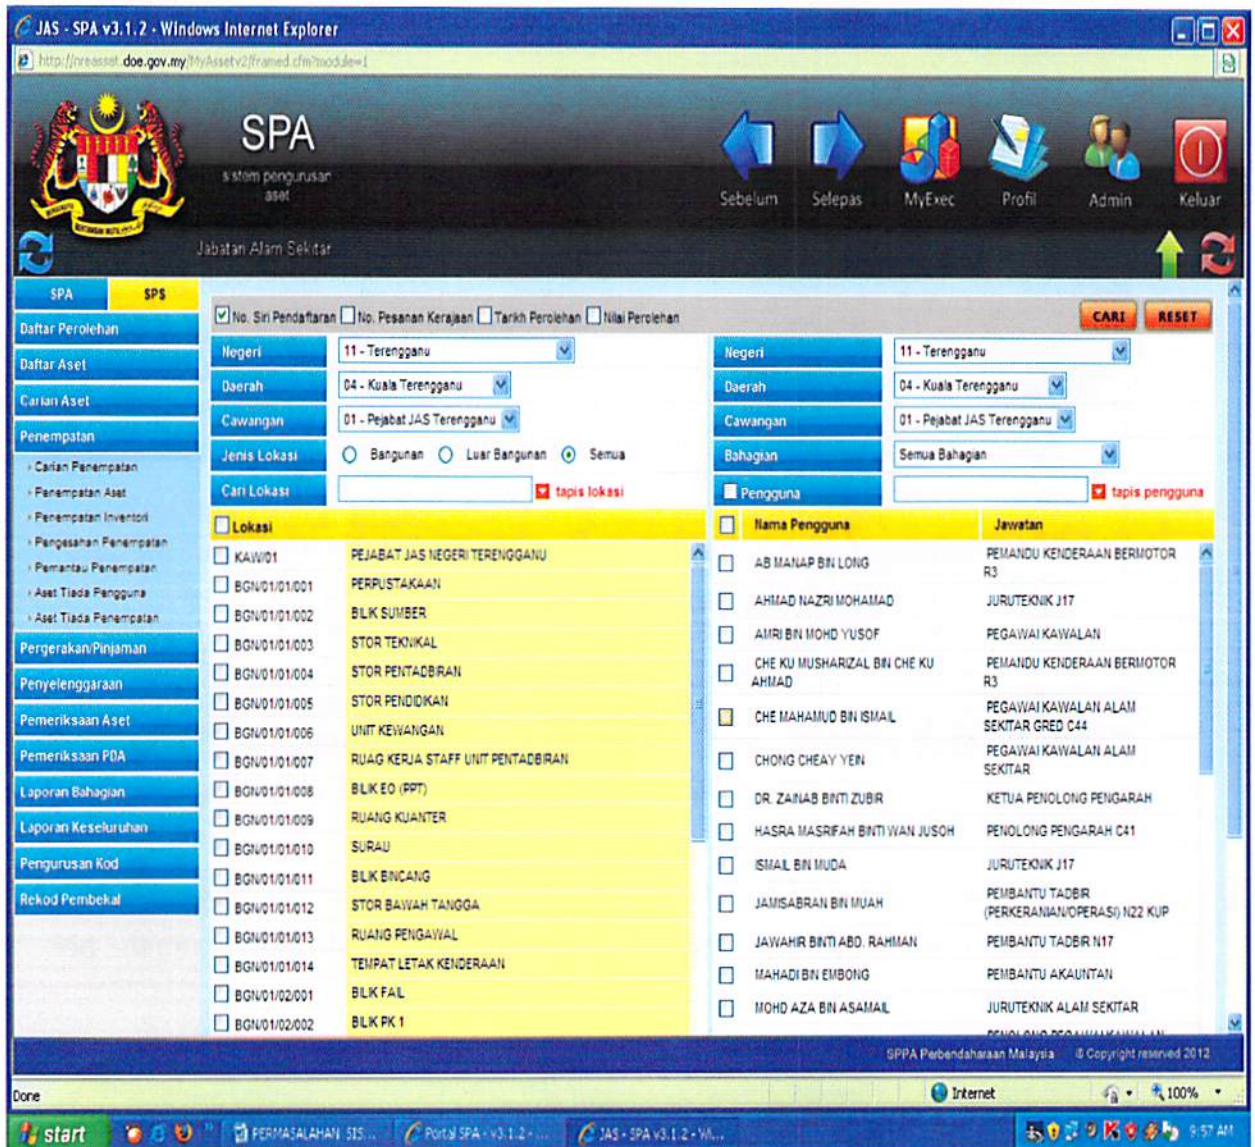 JAS - SPA v3.1.2 - Windows Internet Explorer
http://nreasset.doe.gov.my/MyAssetv2/framed.cfm?module=1
SPA
sistem pengurusan
aset
Jabatan Alam Sekitar
Sebelum Selepas MyExec Profil Admin Keluar
SPA SPS
Daftar Perolehan
Daftar Aset
Carian Aset
Penempatan
Carian Penempatan
Penempatan Aset
Penempatan Inventori
Pengesahan Penempatan
Pemantau Penempatan
Aset Tiada Pengguna
Aset Tiada Penempatan
Pergerakan/Pinjaman
Penyelenggaraan
Pemeriksaan Aset
Pemeriksaan PDA
Laporan Bahagian
Laporan Keseluruhan
Pengurusan Kod
Rekod Pembekal
No. Siri Pendaftaran No. Pesanan Kerajaan Tarikh Perolehan Nilai Perolehan CARI RESET
Negeri 11 - Terengganu
Daerah 04 - Kuala Terengganu
Cawangan 01 - Pejabat JAS Terengganu
Jenis Lokasi Bangunan Luar Bangunan Semua
Cari Lokasi tapis lokasi
Lokasi
KAW/01 PEJABAT JAS NEGERI TERENGGANU
BGN/01/01/001 PERPUSTAKAAN
BGN/01/01/002 BILIK SUMBER
BGN/01/01/003 STOR TEKNIKAL
BGN/01/01/004 STOR PENTADBIRAN
BGN/01/01/005 STOR PENDIDIKAN
BGN/01/01/006 UNIT KEWANGAN
BGN/01/01/007 RUAG KERJA STAFF UNIT PENTADBIRAN
BGN/01/01/008 BILIK EO (PPT)
BGN/01/01/009 RUANG KUANTER
BGN/01/01/010 SURAU
BGN/01/01/011 BILIK BINCANG
BGN/01/01/012 STOR BAWAH TANGGA
BGN/01/01/013 RUANG PENGAWAL
BGN/01/01/014 TEMPAT LETAK KENDERAAN
BGN/01/02/001 BILIK FAIL
BGN/01/02/002 BILIK PK 1
Negeri 11 - Terengganu
Daerah 04 - Kuala Terengganu
Cawangan 01 - Pejabat JAS Terengganu
Bahagian Semua Bahagian
Pengguna tapis pengguna
Nama Pengguna Jawatan
AB MANAP BIN LONG PEMANDU KENDERAAN BERMOTOR
R3
AHMAD NAZRI MOHAMAD JURUTEKNIK J17
AMRI BIN MOHD YUSOF PEGAWAI KAWALAN
CHE KU MUSHARIZAL BIN CHE KU PEMANDU KENDERAAN BERMOTOR
AHMAD R3
CHE MAHAMUD BIN ISMAIL PEGAWAI KAWALAN ALAM
SEKITAR GRED C44
CHONG CHEAY YEIN PEGAWAI KAWALAN ALAM
SEKITAR
DR. ZAINAB BINTI ZUBIR KETUA PENOLONG PENGARAH
HASRA MASRIFAH BINTI WAN JUSOH PENOLONG PENGARAH C41
ISMAIL BIN MUDA JURUTEKNIK J17
JAMISABRAN BIN MUAH PEMBANTU TADBIR
(PERKERANIAN/OPERASI) N22 KUP
JAWAHIR BINTI ABD. RAHMAN PEMBANTU TADBIR N17
MAHADI BIN EMBONG PEMBANTU AKAUNTAN
MOHD AZA BIN ASAMAIL JURUTEKNIK ALAM SEKITAR
SPPA Perbendaharaan Malaysia © Copyright reserved 2012
Done Internet 100%
start PERMASALAHAN SIS... Portal SPA - v3.1.2 - ... JAS - SPA v3.1.2 - Wi... 9:57 AM